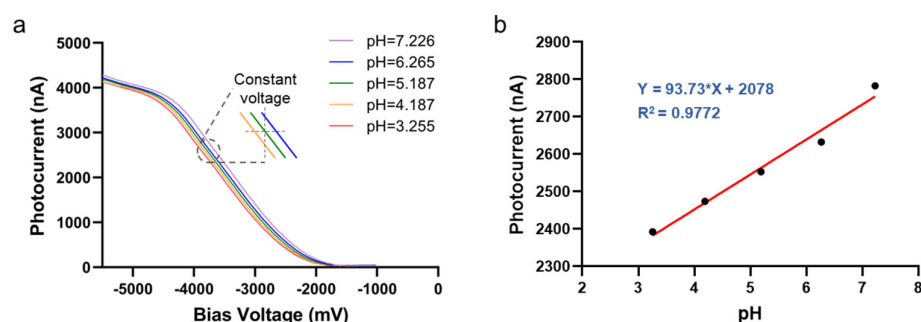 a
Photocurrent (nA)
5000
4000
3000
2000
1000
0
-5000
-4000
-3000
-2000
-1000
0
Bias Voltage (mV)
Constant
voltage
pH=7.226
pH=6.265
pH=5.187
pH=4.187
pH=3.255
b
Photocurrent (nA)
2900
2800
2700
2600
2500
2400
2300
2
3
4
5
6
7
8
pH
Y = 93.73*X + 2078
R² = 0.9772